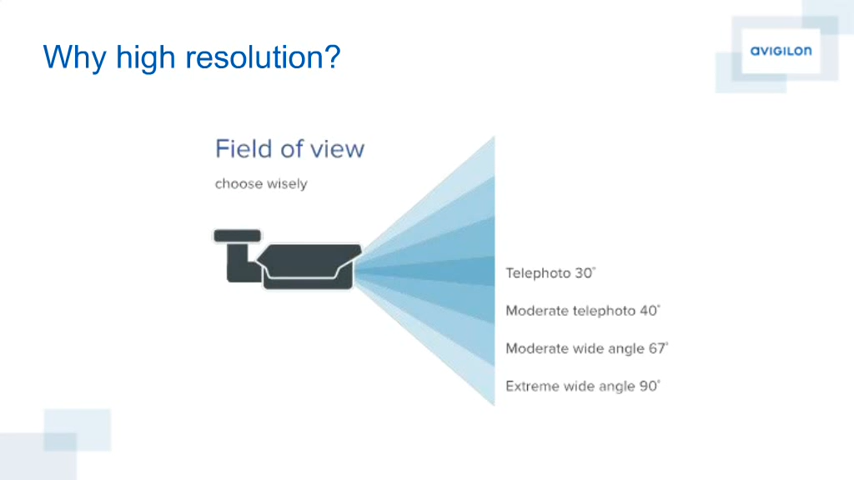 Why high resolution?
avigilon
Field of view
choose wisely
Telephoto 30°
Moderate telephoto 40°
Moderate wide angle 67°
Extreme wide angle 90°